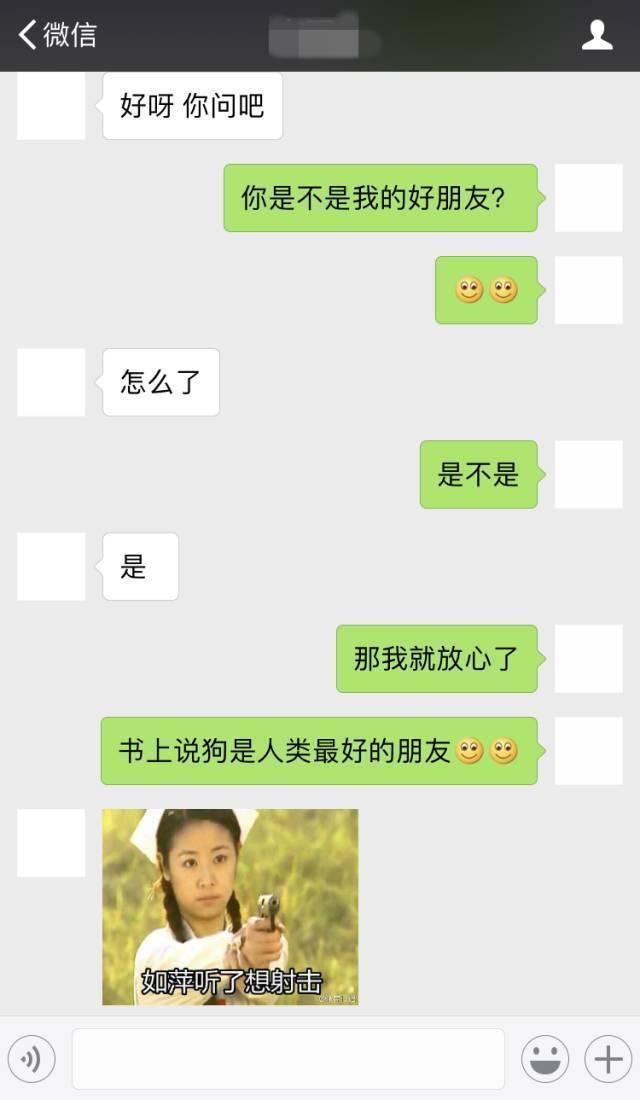 微信
好呀 你问吧
你是不是我的好朋友?
怎么了
是不是
是
那我就放心了
书上说狗是人类最好的朋友
如萍听了想射击